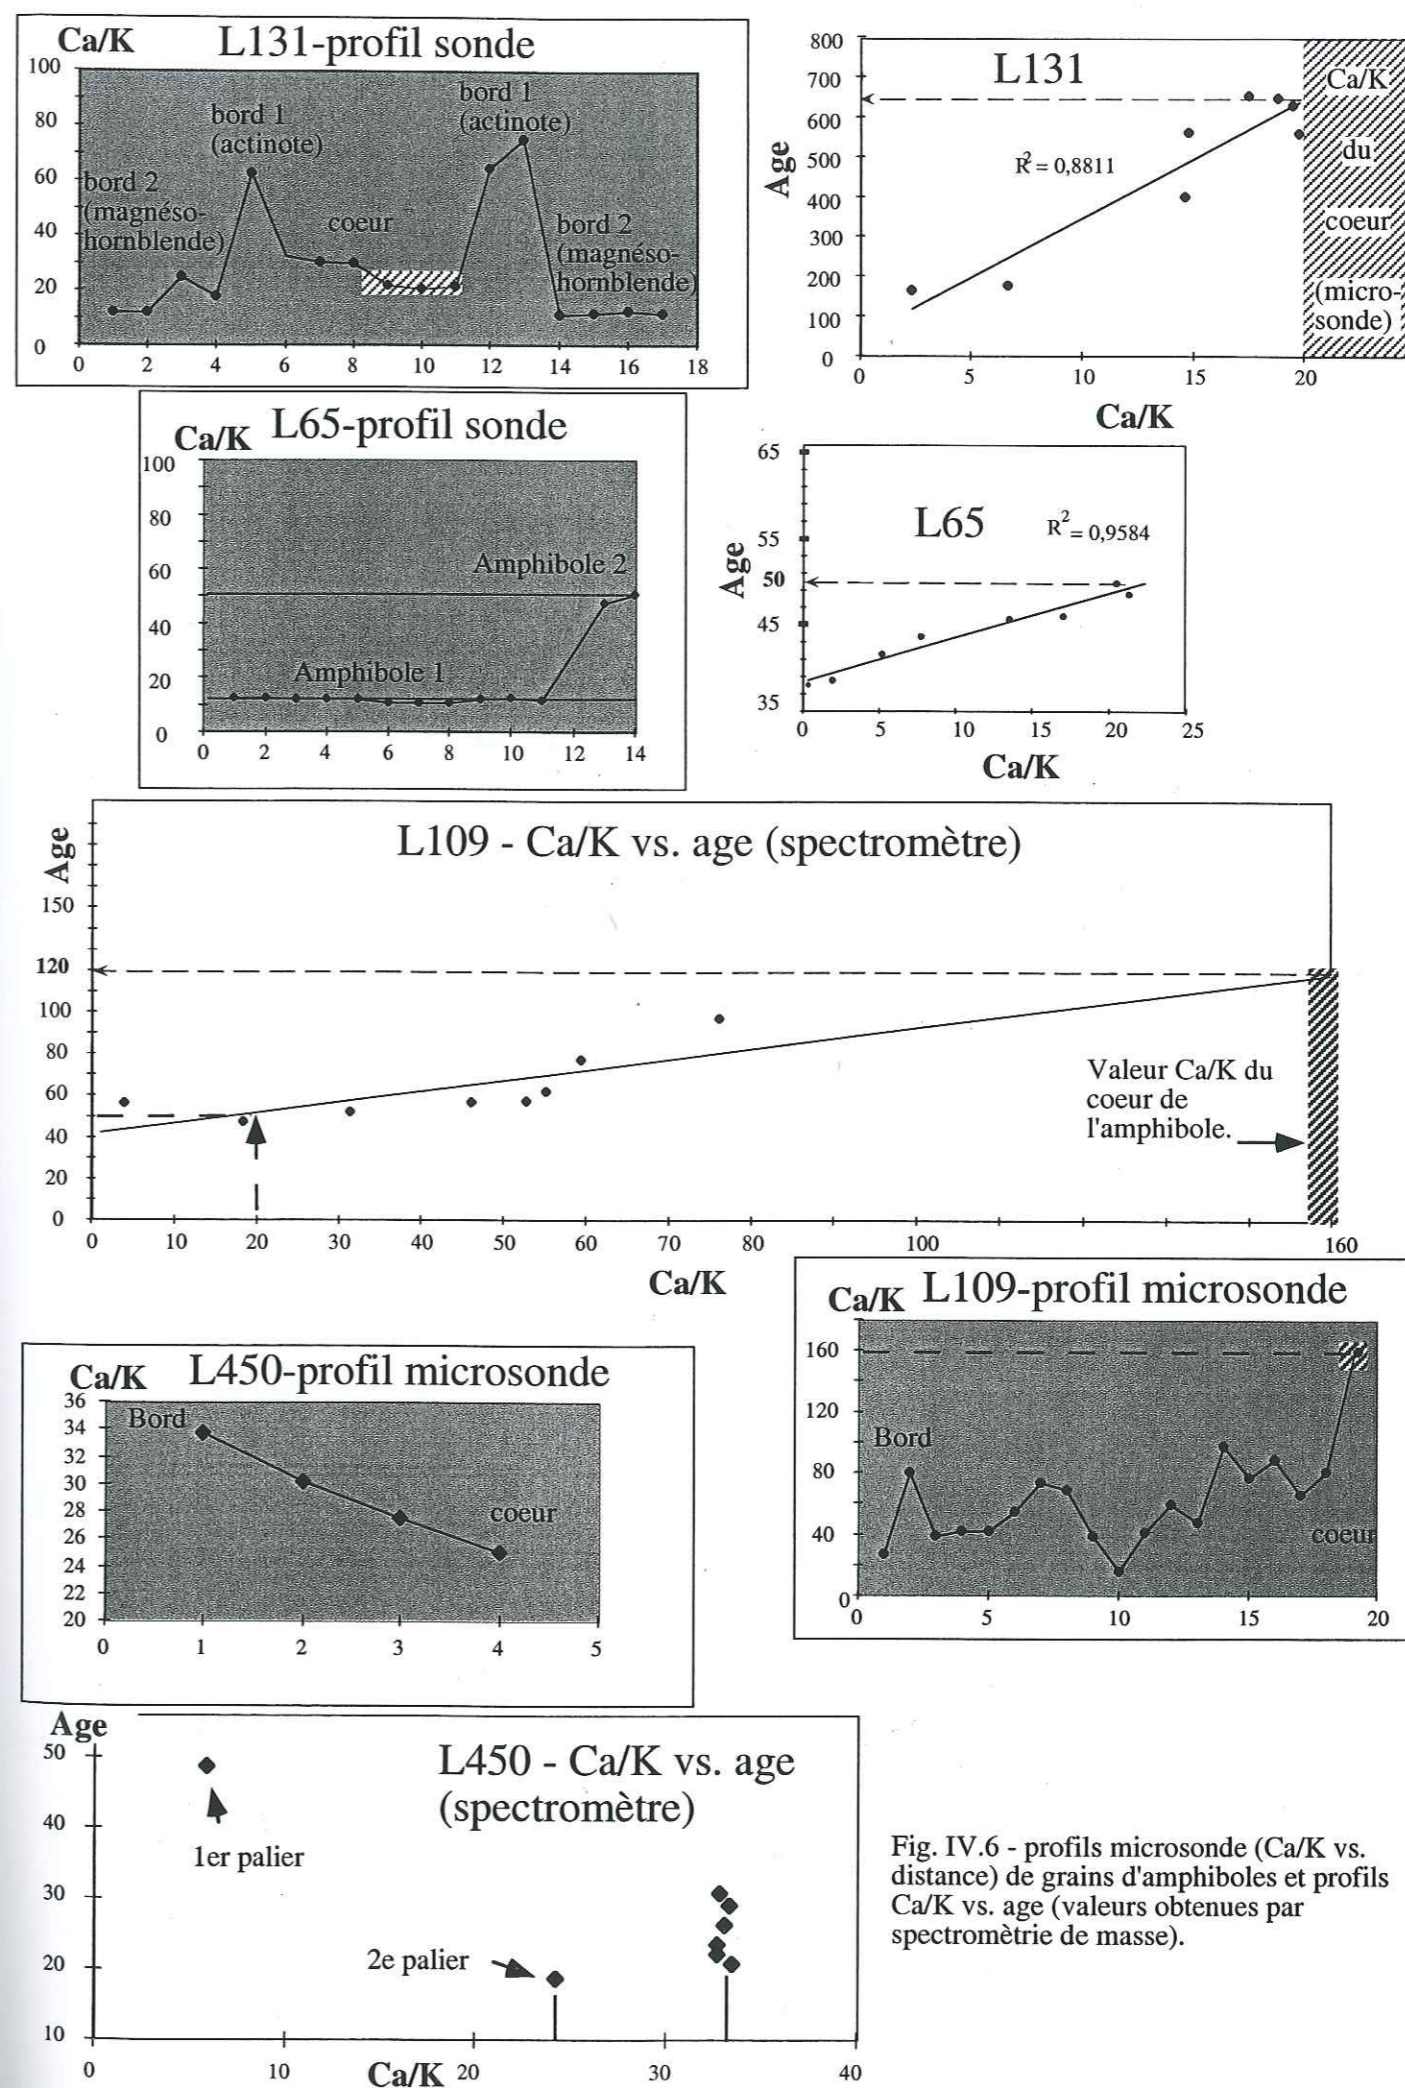 Ca/K L131-profil sonde
100
80
60
40
20
0
bord 2
(magnéso-
hornblende)
bord 1
(actinote)
coeur
bord 1
(actinote)
bord 2
(magnéso-
hornblende)
0 2 4 6 8 10 12 14 16 18
L131
Age
800
700
600
500
400
300
200
100
0
R² = 0,8811
Ca/K
du
coeur
(micro-
sonde)
0 5 10 15 20
Ca/K
Ca/K L65-profil sonde
100
80
60
40
20
0
Amphibole 2
Amphibole 1
0 2 4 6 8 10 12 14
L65
R² = 0,9584
Age
65
55
50
45
35
0 5 10 15 20 25
Ca/K
L109 - Ca/K vs. age (spectromètre)
Age
150
120
100
80
60
40
20
0
Valeur Ca/K du
coeur de
l'amphibole.
0 10 20 30 40 50 60 70 80 100 160
Ca/K
Ca/K L109-profil microsonde
160
120
80
40
0
Bord
coeur
0 5 10 15 20
Ca/K L450-profil microsonde
36
34
32
30
28
26
24
22
20
Bord
coeur
0 1 2 3 4 5
Age
L450 - Ca/K vs. age
(spectromètre)
50
40
30
20
10
1er palier
2e palier
0 10 20 30 40
Ca/K
Fig. IV.6 - profils microsonde (Ca/K vs.
distance) de grains d'amphiboles et profils
Ca/K vs. age (valeurs obtenues par
spectromètrie de masse).